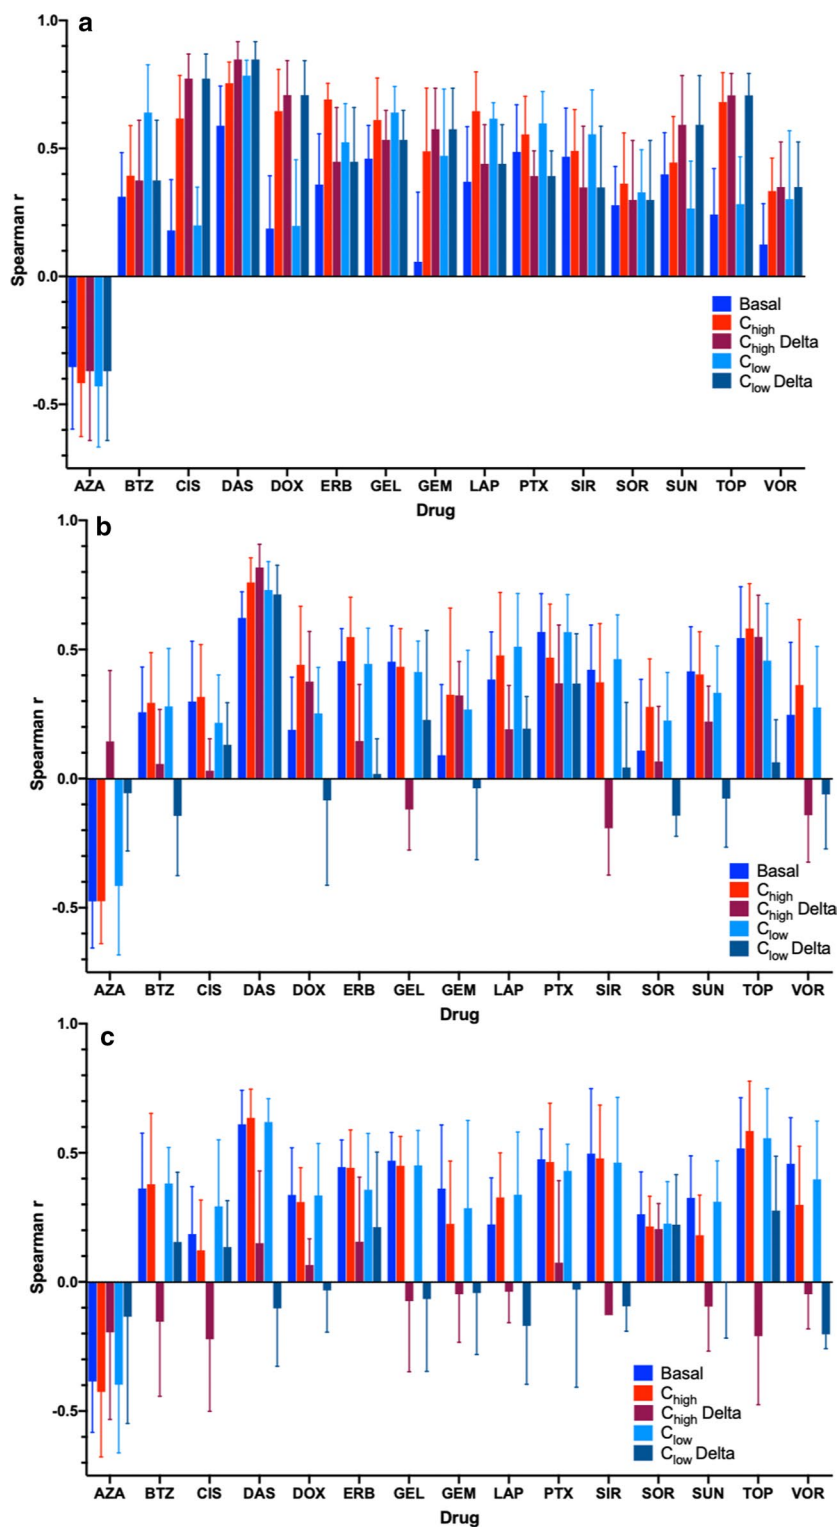 a
1.0
0.5
0.0
-0.5
Spearman r
Basal
Chigh
Chigh Delta
Clow
Clow Delta
AZA BTZ CIS DAS DOX ERB GEL GEM LAP PTX SIR SOR SUN TOP VOR
Drug
b
1.0
0.5
0.0
-0.5
Spearman r
Basal
Chigh
Chigh Delta
Clow
Clow Delta
AZA BTZ CIS DAS DOX ERB GEL GEM LAP PTX SIR SOR SUN TOP VOR
Drug
c
1.0
0.5
0.0
-0.5
Spearman r
Basal
Chigh
Chigh Delta
Clow
Clow Delta
AZA BTZ CIS DAS DOX ERB GEL GEM LAP PTX SIR SOR SUN TOP VOR
Drug